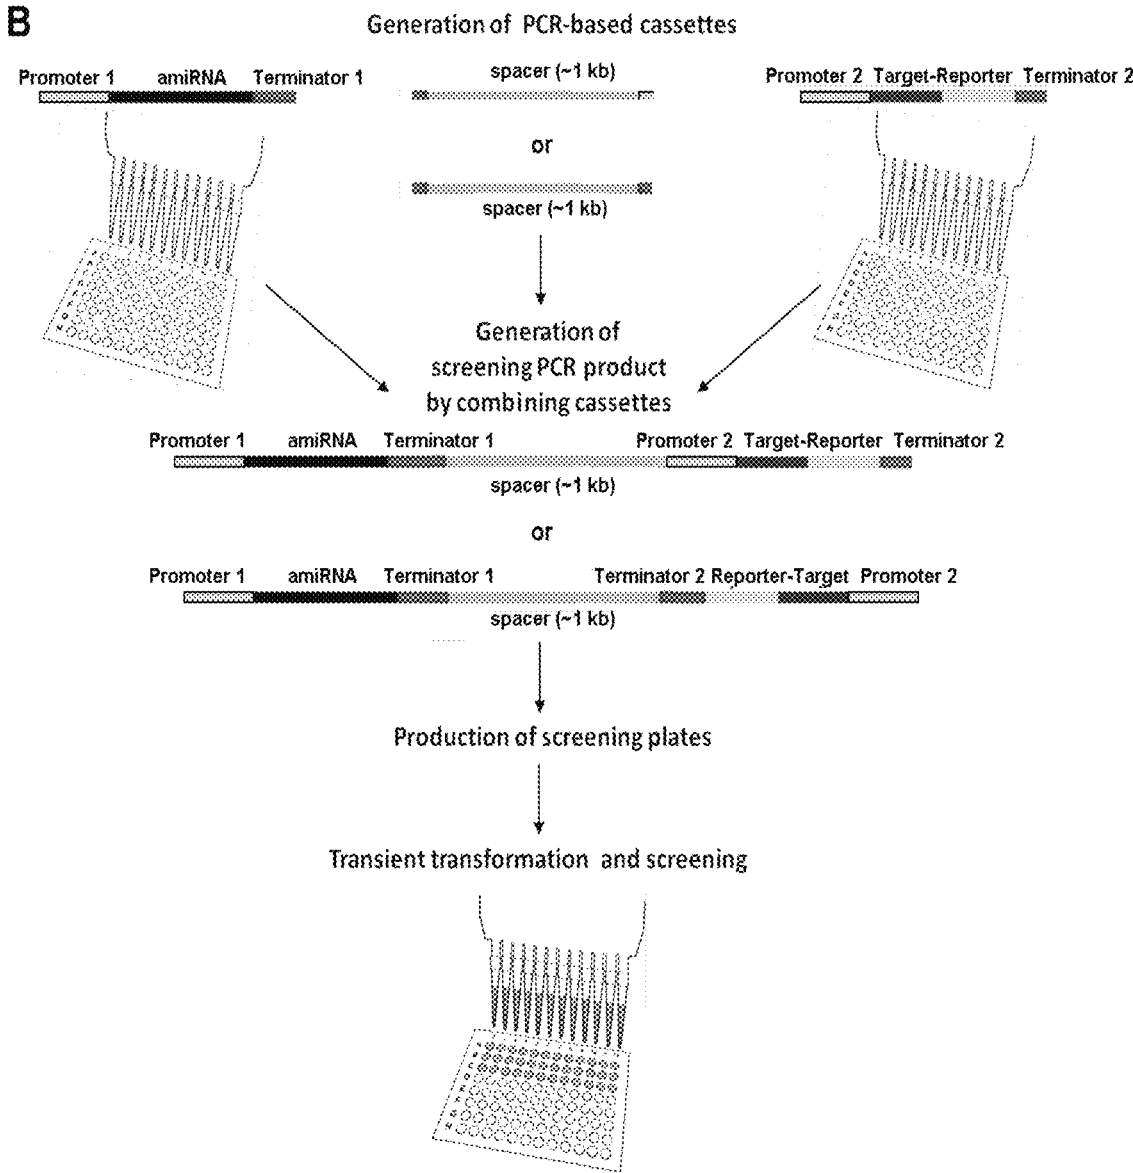 B
Generation of PCR-based cassettes
Promoter 1 amiRNA Terminator 1
spacer (~1 kb)
Promoter 2 Target-Reporter Terminator 2
or
spacer (~1 kb)
Generation of
screening PCR product
by combining cassettes
Promoter 1 amiRNA Terminator 1 Promoter 2 Target-Reporter Terminator 2
spacer (~1 kb)
or
Promoter 1 amiRNA Terminator 1 Terminator 2 Reporter-Target Promoter 2
spacer (~1 kb)
Production of screening plates
Transient transformation and screening